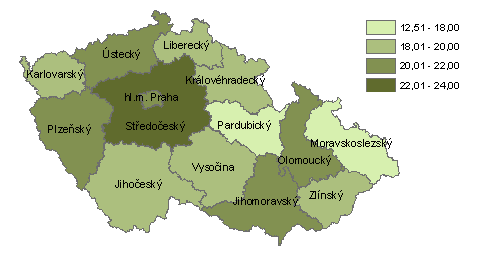 12,51 - 18,00
18,01 - 20,00
20,01 - 22,00
22,01 - 24,00
Liberecký
Ústecký
Karlovarský
Královéhradecký
hl.m. Praha
Středočeský
Pardubický
Plzeňský
Moravskoslezský
Olomoucký
Vysočina
Jihočeský
Zlínský
Jihomoravský